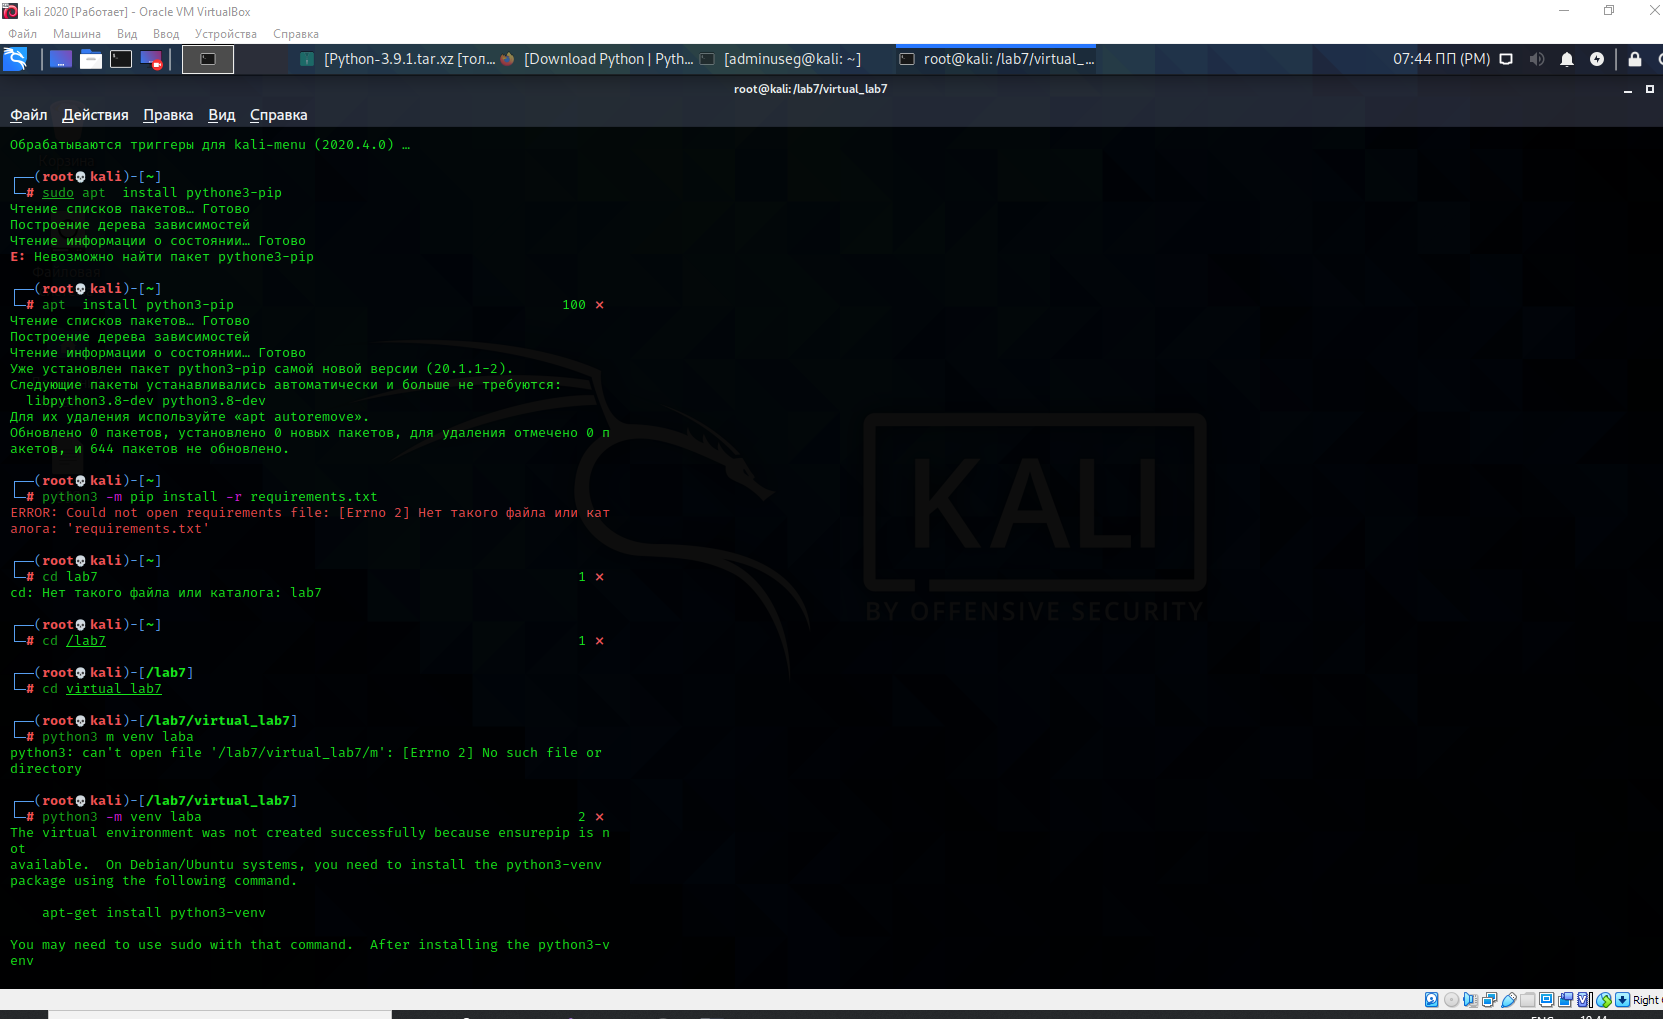 kali 2020 [Работает] - Oracle VM VirtualBox
Файл Машина Вид Ввод Устройства Справка
[Python-3.9.1.tar.xz [тол... [Download Python | Pyth... [adminuseg@kali: ~] root@kali: /lab7/virtual_... 07:44 ПП (PM)
root@kali: /lab7/virtual_lab7
Файл Действия Правка Вид Справка
Обрабатываются триггеры для kali-menu (2020.4.0) …
┌──(root💀kali)-[~]
└─# sudo apt  install pythone3-pip
Чтение списков пакетов… Готово
Построение дерева зависимостей
Чтение информации о состоянии… Готово
E: Невозможно найти пакет pythone3-pip
┌──(root💀kali)-[~]
└─# apt  install python3-pip 100 ⨯
Чтение списков пакетов… Готово
Построение дерева зависимостей
Чтение информации о состоянии… Готово
Уже установлен пакет python3-pip самой новой версии (20.1.1-2).
Следующие пакеты устанавливались автоматически и больше не требуются:
libpython3.8-dev python3.8-dev
Для их удаления используйте «apt autoremove».
Обновлено 0 пакетов, установлено 0 новых пакетов, для удаления отмечено 0 п
акетов, и 644 пакетов не обновлено.
┌──(root💀kali)-[~]
└─# python3 -m pip install -r requirements.txt
ERROR: Could not open requirements file: [Errno 2] Нет такого файла или кат
алога: 'requirements.txt'
┌──(root💀kali)-[~]
└─# cd lab7 1 ⨯
cd: Нет такого файла или каталога: lab7
┌──(root💀kali)-[~]
└─# cd /lab7 1 ⨯
┌──(root💀kali)-[/lab7]
└─# cd virtual_lab7
┌──(root💀kali)-[/lab7/virtual_lab7]
└─# python3 m venv laba
python3: can't open file '/lab7/virtual_lab7/m': [Errno 2] No such file or
directory
┌──(root💀kali)-[/lab7/virtual_lab7]
└─# python3 -m venv laba 2 ⨯
The virtual environment was not created successfully because ensurepip is n
ot
available.  On Debian/Ubuntu systems, you need to install the python3-venv
package using the following command.
apt-get install python3-venv
You may need to use sudo with that command.  After installing the python3-v
env
KALI
BY OFFENSIVE SECURITY
Right